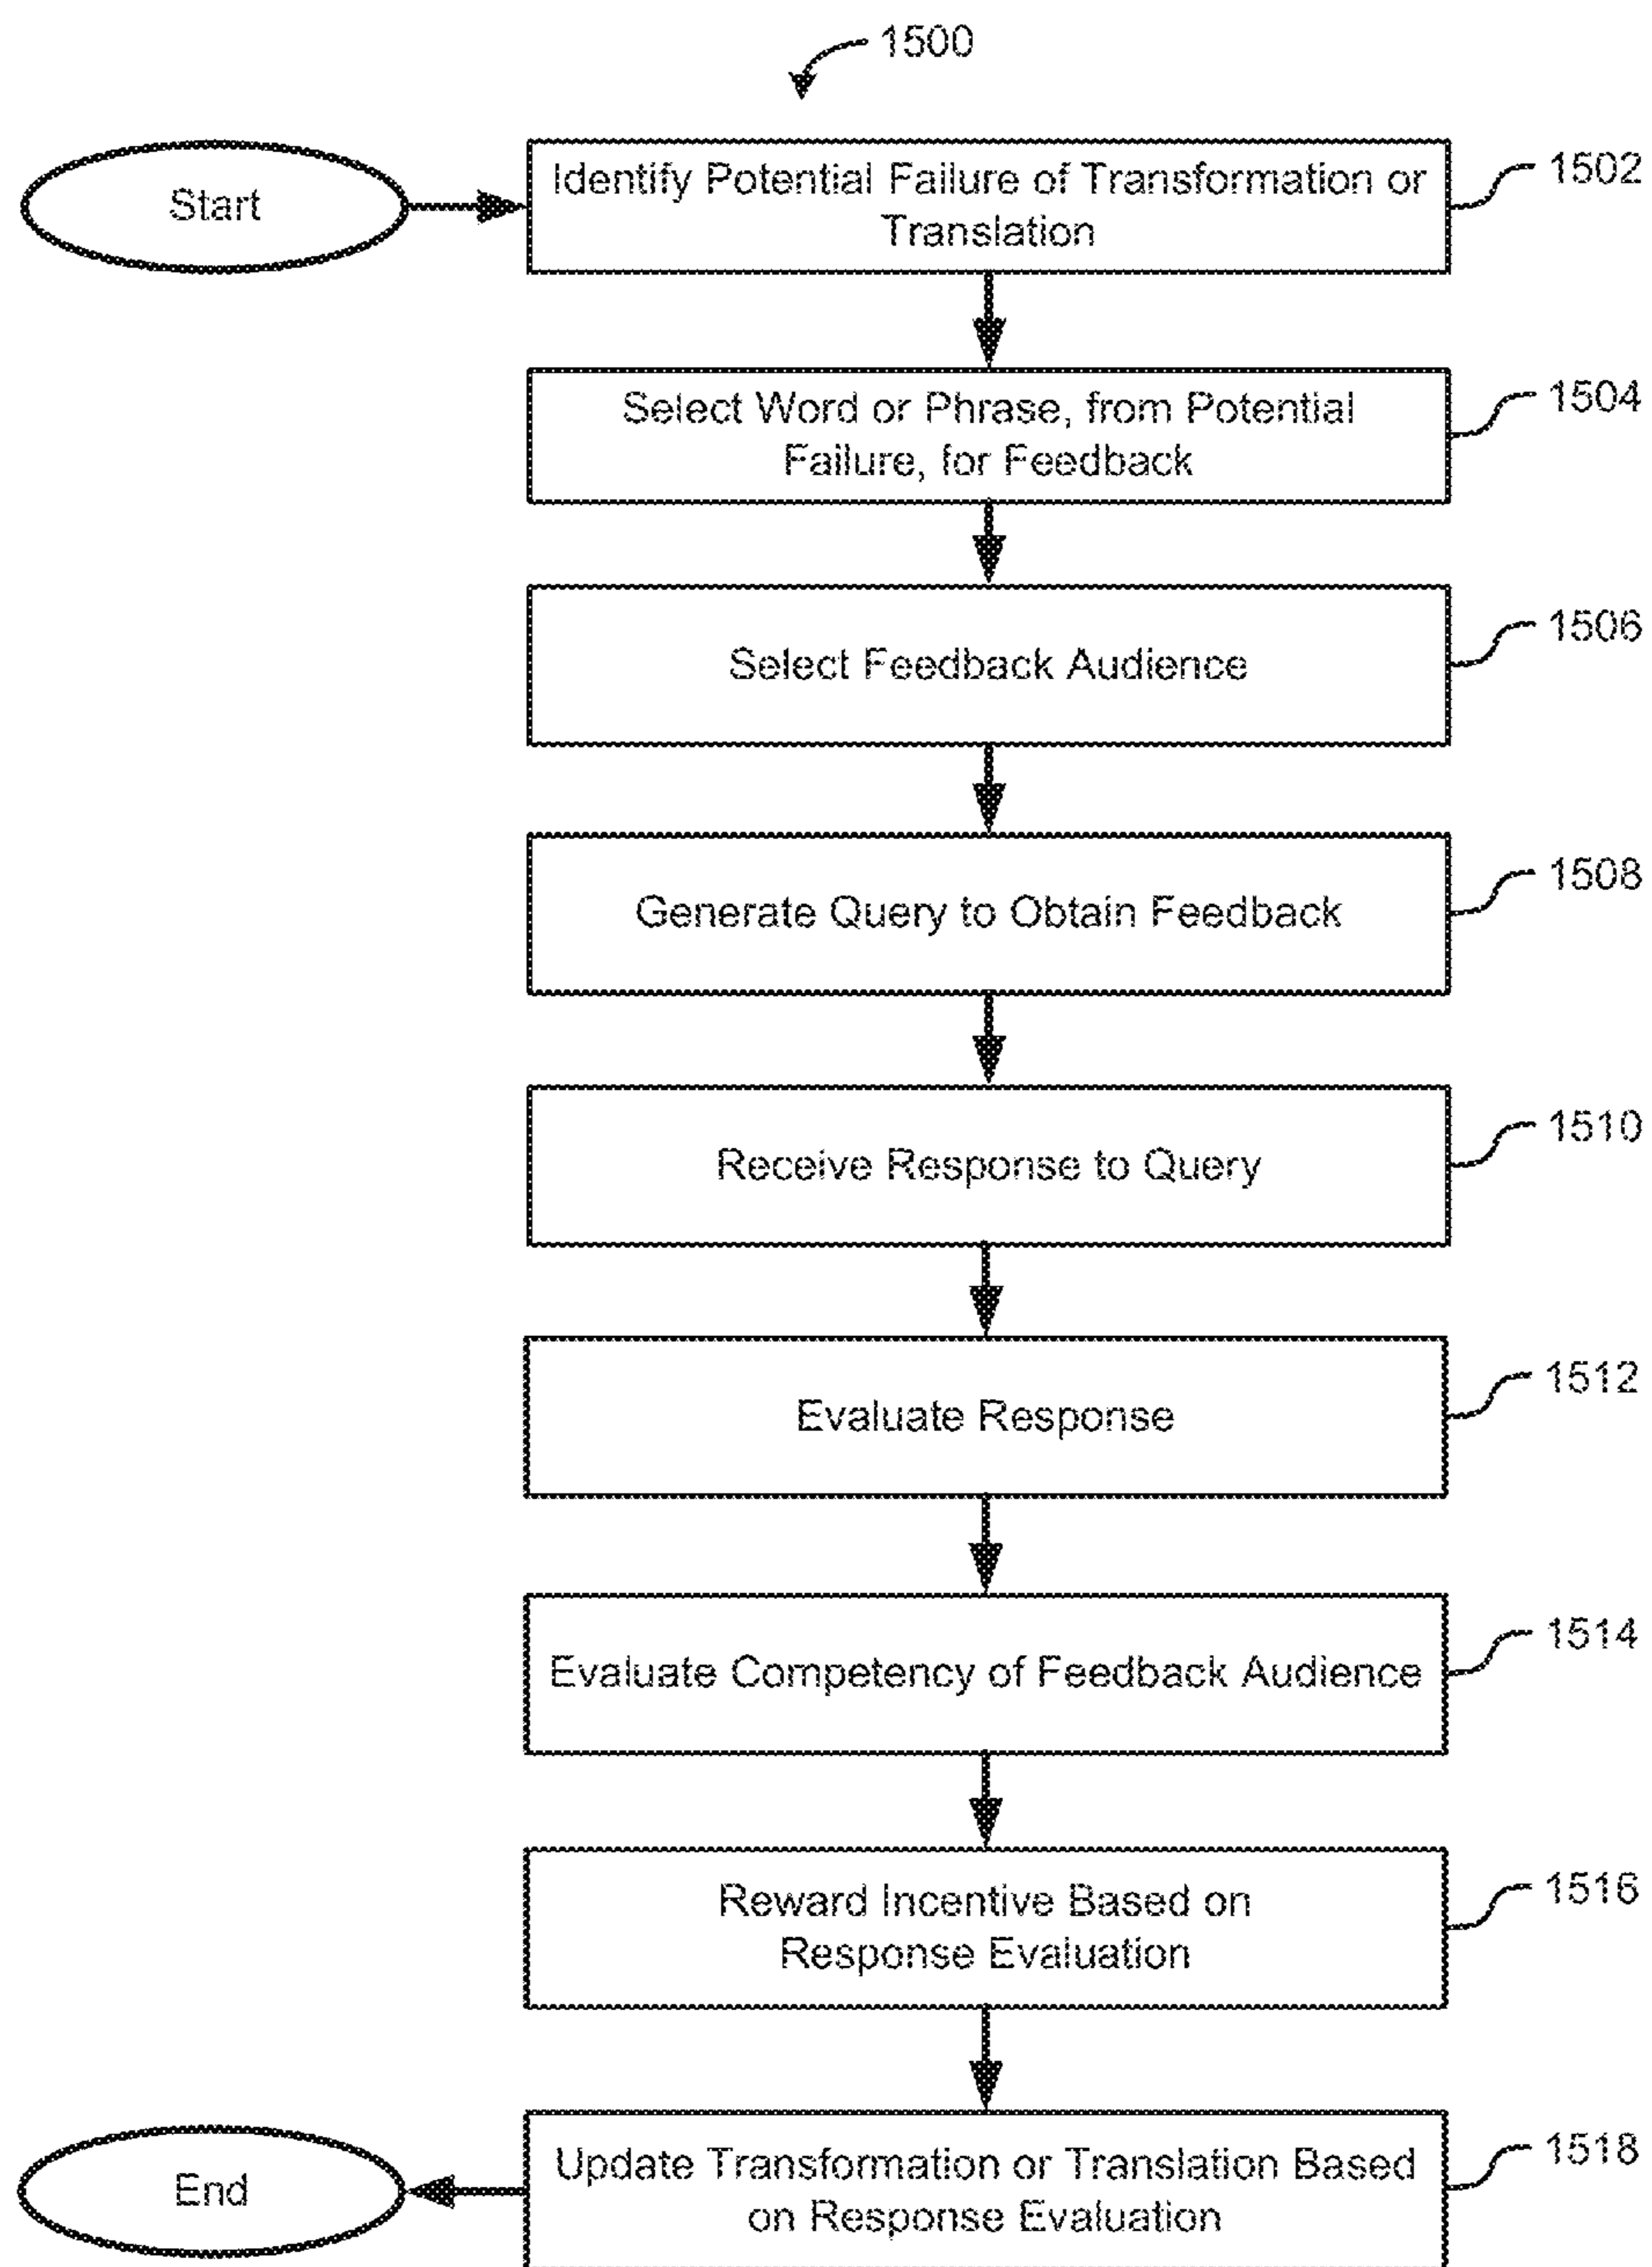 1500
Start
Identify Potential Failure of Transformation or
Translation
1502
Select Word or Phrase, from Potential
Failure, for Feedback
1504
Select Feedback Audience
1506
Generate Query to Obtain Feedback
1508
Receive Response to Query
1510
Evaluate Response
1512
Evaluate Competency of Feedback Audience
1514
Reward Incentive Based on
Response Evaluation
1516
Update Transformation or Translation Based
on Response Evaluation
1518
End